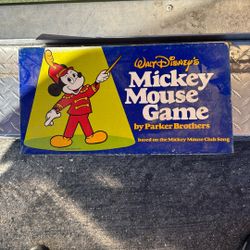 Walt Disney's
Mickey
Mouse
Game
by Parker Brothers
based on the Mickey Mouse Club Song